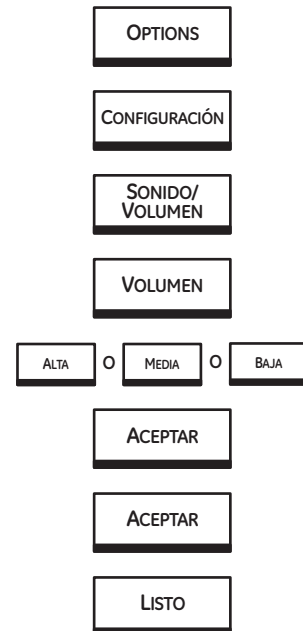 OPTIONS
CONFIGURACIÓN
SONIDO/
VOLUMEN
VOLUMEN
ALTA O MEDIA O BAJA
ACEPTAR
ACEPTAR
LISTO